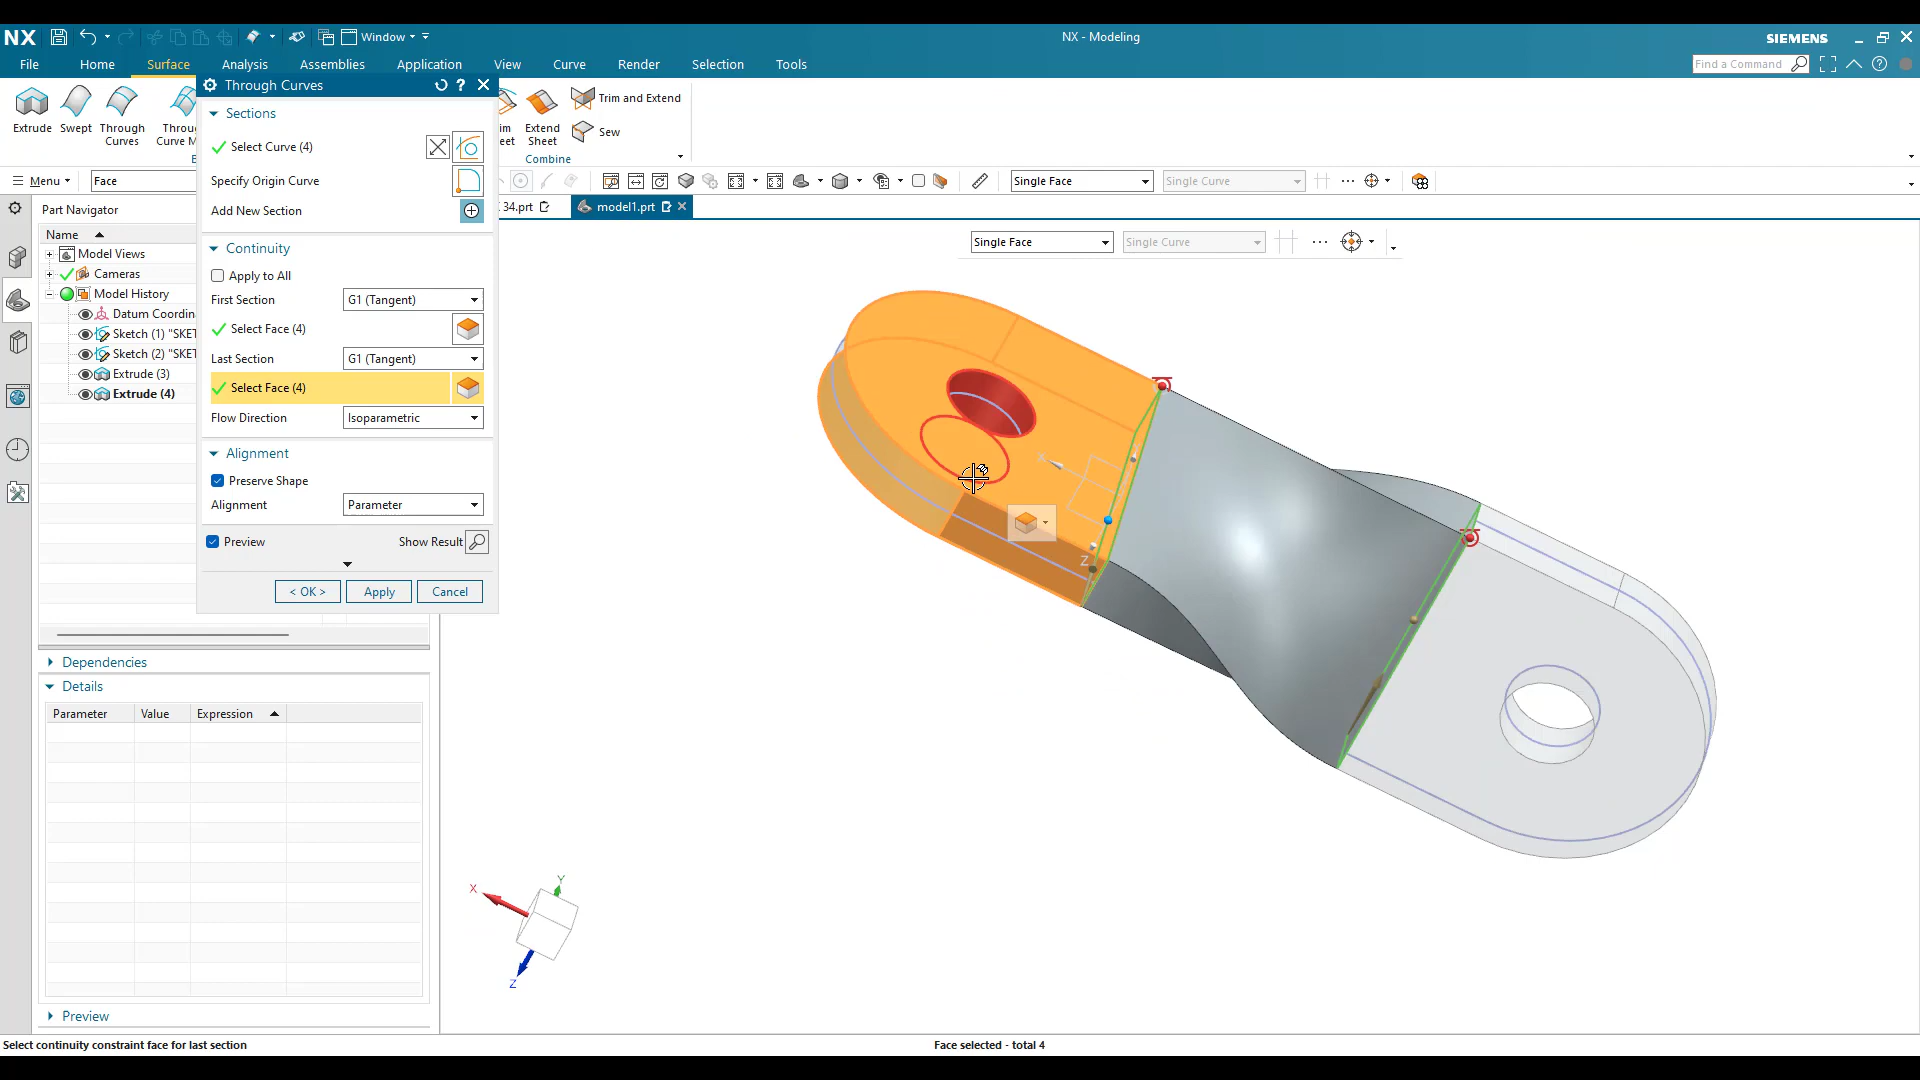 NX
Window
NX - Modeling
SIEMENS
File
Home
Surface
Analysis
Assemblies
Application
View
Curve
Render
Selection
Tools
Find a Command
Through Curves
Extrude
Swept
Through
Curves
Extend
Sheet
Trim and Extend
Sew
Combine
Menu
Face
Single Face
Single Curve
Part Navigator
34.prt
model1.prt
Name
Model Views
Cameras
Model History
Datum Coordin
Sketch (1) "SKET
Sketch (2) "SKET
Extrude (3)
Extrude (4)
Sections
Select Curve (4)
Specify Origin Curve
Add New Section
Continuity
Apply to All
First Section
G1 (Tangent)
Select Face (4)
Last Section
G1 (Tangent)
Select Face (4)
Flow Direction
Isoparametric
Alignment
Preserve Shape
Alignment
Parameter
Preview
Show Result
< OK >
Apply
Cancel
Single Face
Single Curve
X
Z
Dependencies
Details
Parameter
Value
Expression
Preview
X
Y
Z
Select continuity constraint face for last section
Face selected - total 4